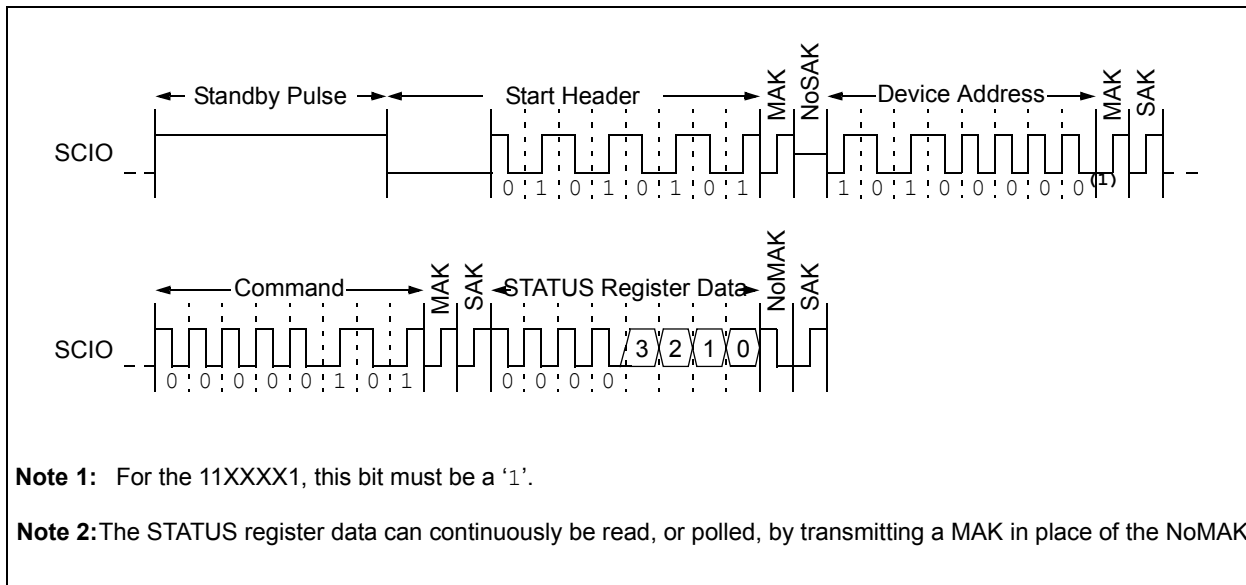 Standby Pulse Start Header MAK NoSAK Device Address MAK SAK
SCIO
0 1 0 1 0 1 0 1 1 0 1 0 0 0 0 0(1)
Command MAK SAK STATUS Register Data NoMAK SAK
SCIO
3 2 1 0
0 0 0 0 0 1 0 1 0 0 0 0
Note 1: For the 11XXXX1, this bit must be a ‘1’.
Note 2:The STATUS register data can continuously be read, or polled, by transmitting a MAK in place of the NoMAK